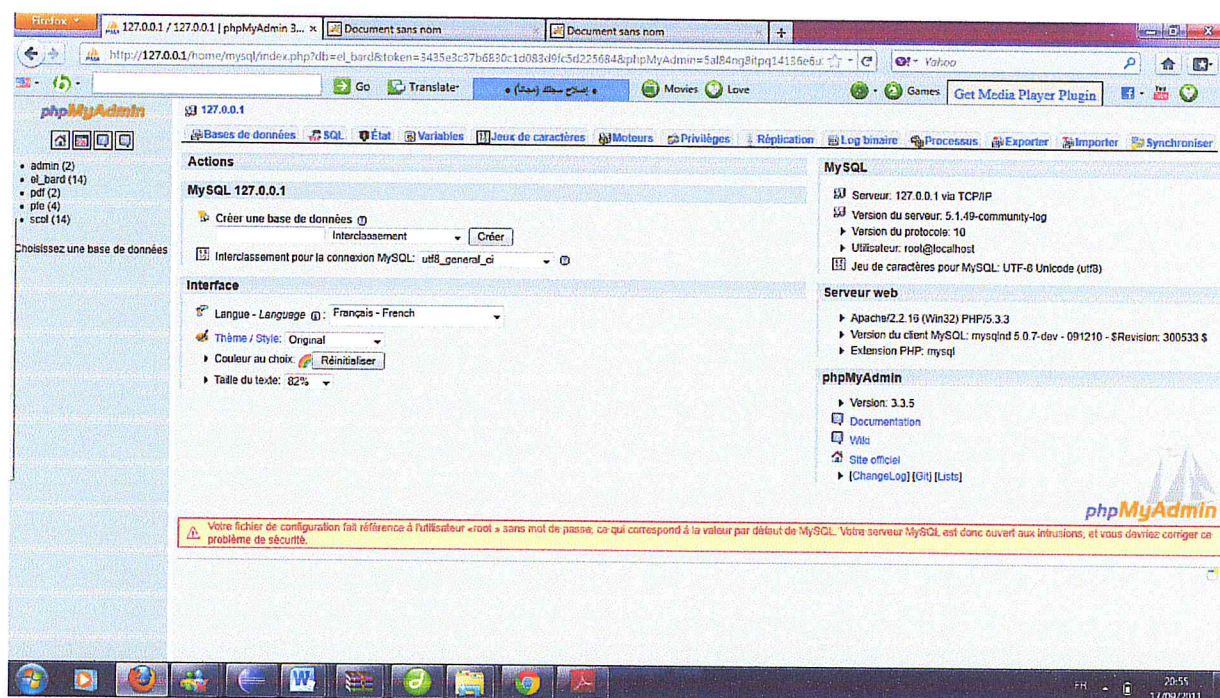 Firefox
127.0.0.1 / 127.0.0.1 | phpMyAdmin 3...
Document sans nom
Document sans nom
http://127.0.0.1/home/mysql/index.php?db=el_bard&token=3435e3c37b6830c1d083d9fc5d225684&phpMyAdmin=5al84ng8itpq14136e6u
Yahoo
Go
Translate
إصلاح سجلك (مجاناً)
Movies
Love
Games
Get Media Player Plugin
phpMyAdmin
admin (2)
el_bard (14)
pdf (2)
pfe (4)
scol (14)
Choisissez une base de données
127.0.0.1
Bases de données
SQL
État
Variables
Jeux de caractères
Moteurs
Privilèges
Réplication
Log binaire
Processus
Exporter
Importer
Synchroniser
Actions
MySQL 127.0.0.1
Créer une base de données
Interclassement
Créer
Interclassement pour la connexion MySQL: utf8_general_ci
Interface
Langue - Language : Français - French
Thème / Style: Original
Couleur au choix: Réinitialiser
Taille du texte: 82%
MySQL
Serveur: 127.0.0.1 via TCP/IP
Version du serveur: 5.1.49-community-log
Version du protocole: 10
Utilisateur: root@localhost
Jeu de caractères pour MySQL: UTF-8 Unicode (utf8)
Serveur web
Apache/2.2.16 (Win32) PHP/5.3.3
Version du client MySQL: mysqlnd 5.0.7-dev - 091210 - $Revision: 300533 $
Extension PHP: mysql
phpMyAdmin
Version: 3.3.5
Documentation
Wiki
Site officiel
[ChangeLog] [Git] [Lists]
phpMyAdmin
Votre fichier de configuration fait référence à l'utilisateur «root » sans mot de passe, ce qui correspond à la valeur par défaut de MySQL. Votre serveur MySQL est donc ouvert aux intrusions, et vous devriez corriger ce
problème de sécurité.
FR
20:55
17/09/2011